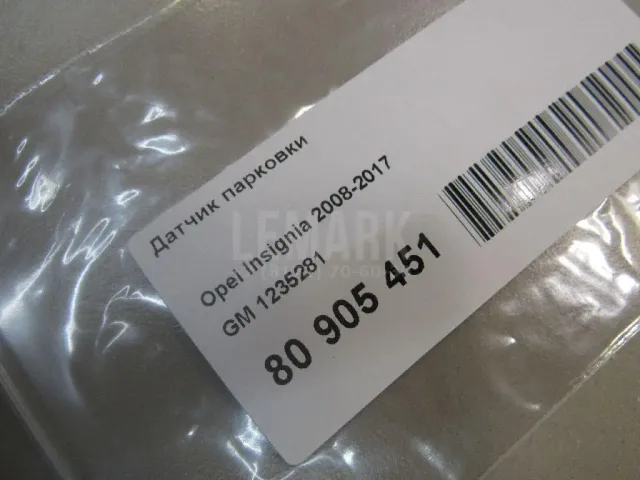 Датчик парковки
Opel Insignia 2008-2017
GM 1235281
80 905 451
LEMARK